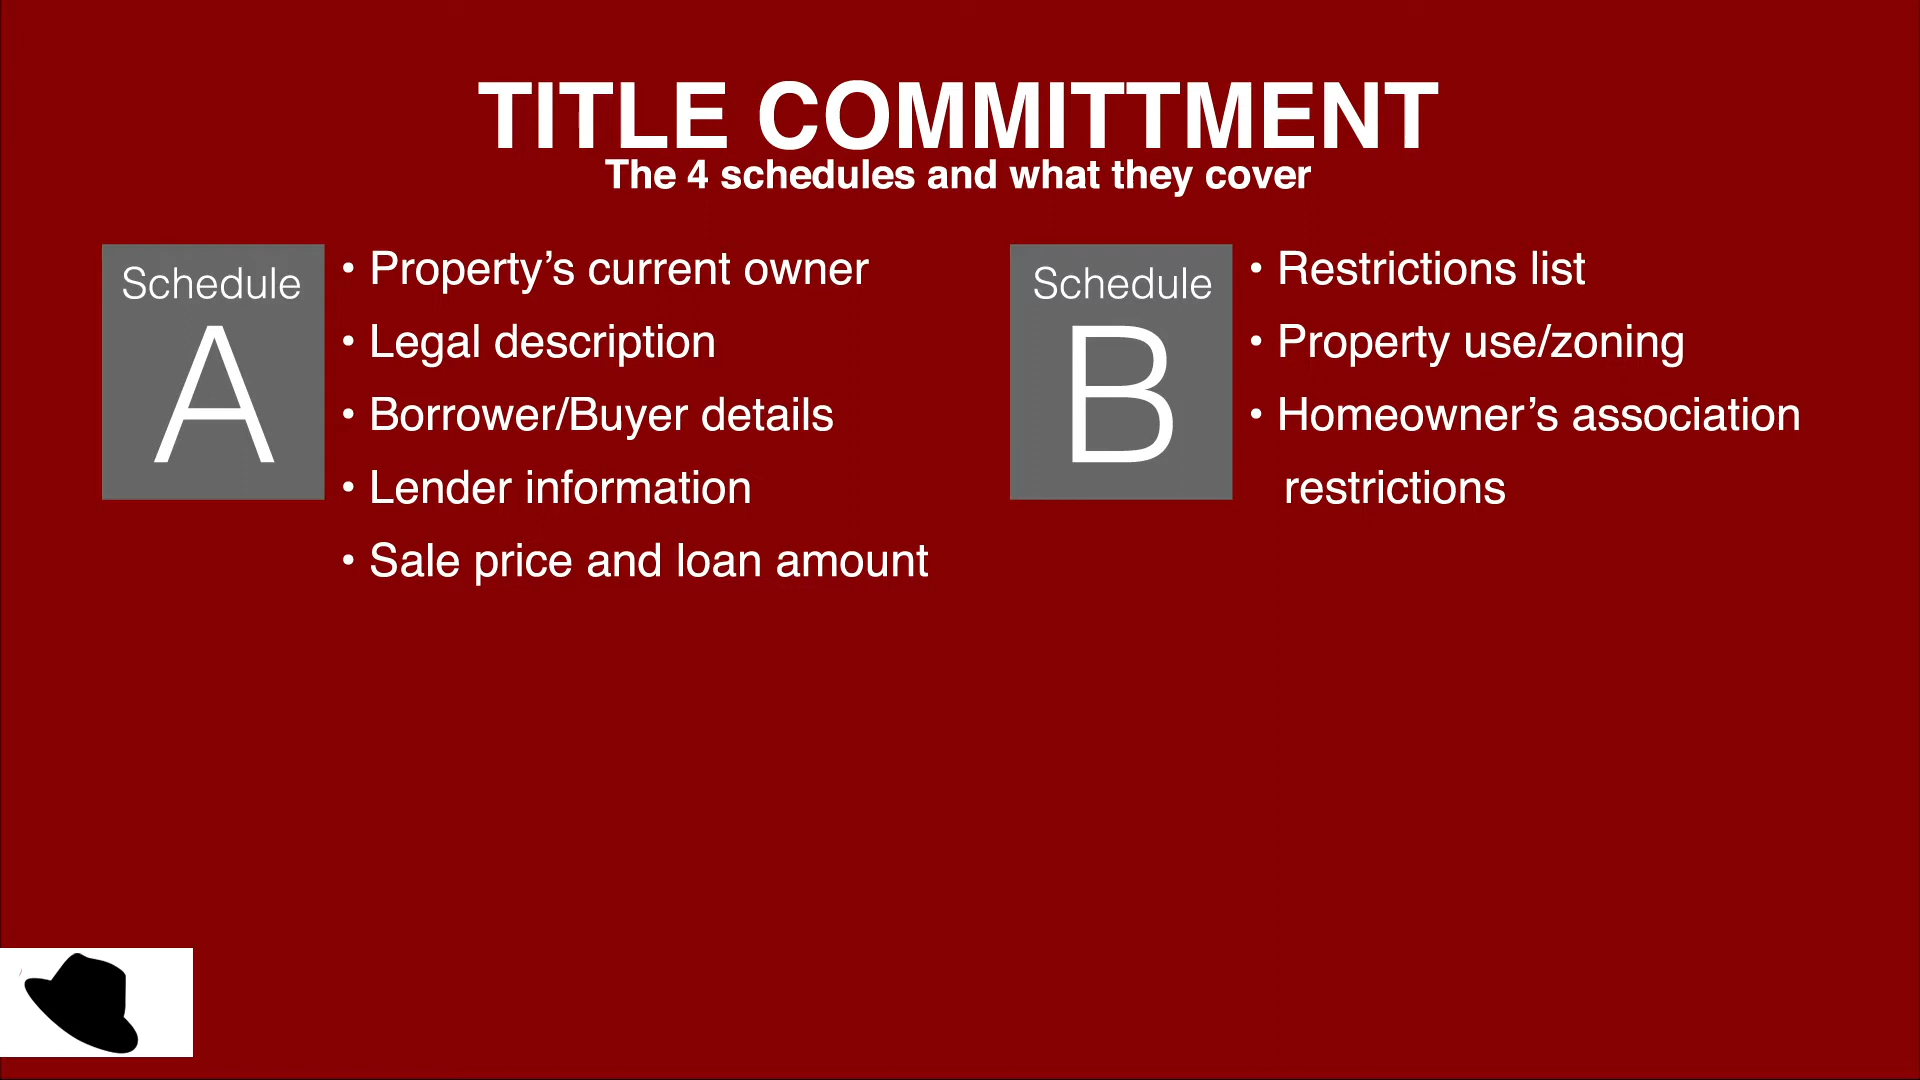 TITLE COMMITTMENT
The 4 schedules and what they cover
Schedule
A
• Property’s current owner
• Legal description
• Borrower/Buyer details
• Lender information
• Sale price and loan amount
Schedule
B
• Restrictions list
• Property use/zoning
• Homeowner’s association
restrictions